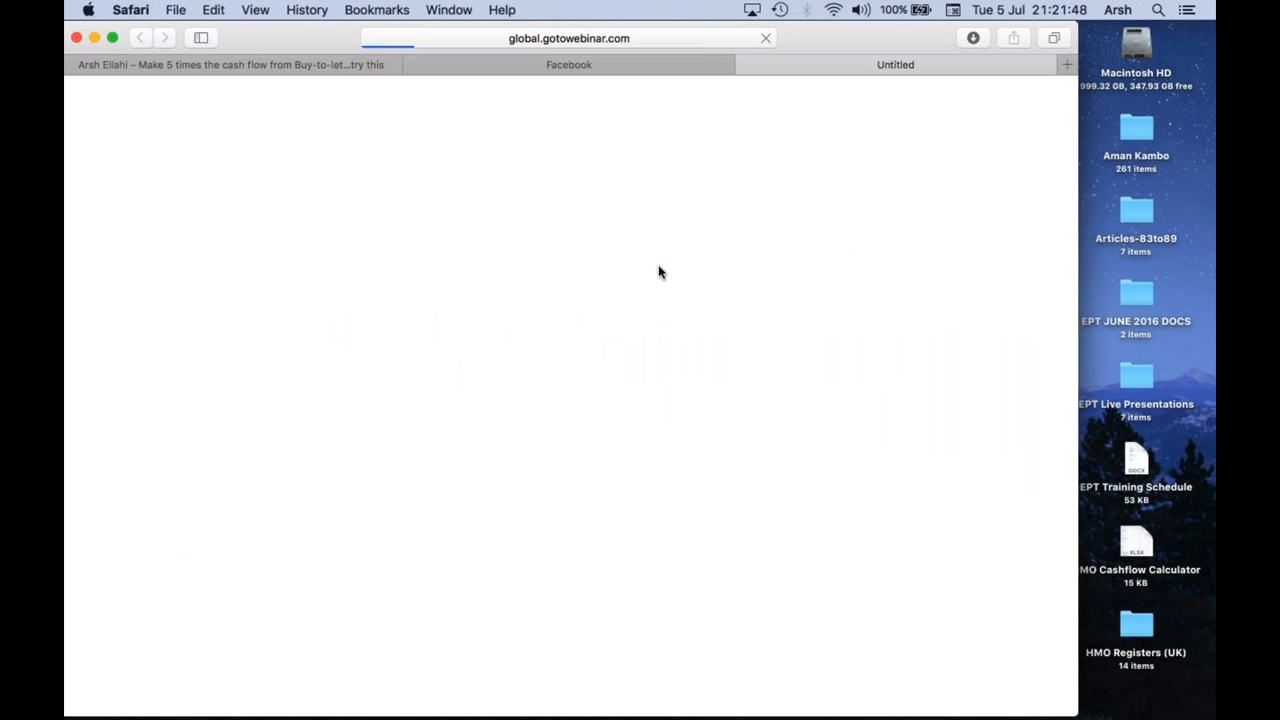 Safari File Edit View History Bookmarks Window Help 100% Tue 5 Jul 21:21:48 Arsh
global.gotowebinar.com
Arsh Ellahi – Make 5 times the cash flow from Buy-to-let...try this Facebook Untitled
Macintosh HD
999.32 GB, 347.93 GB free
Aman Kambo
261 items
Articles-83to89
7 items
EPT JUNE 2016 DOCS
2 items
EPT Live Presentations
7 items
DOCX
EPT Training Schedule
53 KB
XLSX
MO Cashflow Calculator
15 KB
HMO Registers (UK)
14 items